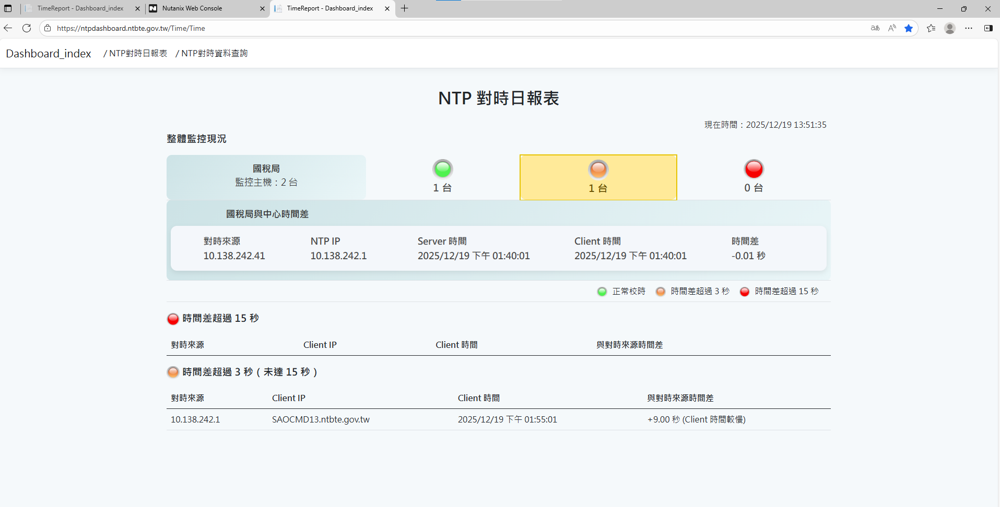 TimeReport - Dashboard_index
Nutanix Web Console
TimeReport - Dashboard_index
https://ntpdashboard.ntbte.gov.tw/Time/Time
Dashboard_index / NTP對時日報表 / NTP對時資料查詢
NTP 對時日報表
現在時間：2025/12/19 13:51:35
整體監控現況
國稅局
監控主機：2 台
1 台
1 台
0 台
國稅局與中心時間差
對時來源 NTP IP Server 時間 Client 時間 時間差
10.138.242.41 10.138.242.1 2025/12/19 下午 01:40:01 2025/12/19 下午 01:40:01 -0.01 秒
正常校時 時間差超過 3 秒 時間差超過 15 秒
時間差超過 15 秒
對時來源 Client IP Client 時間 與對時來源時間差
時間差超過 3 秒（未達 15 秒）
對時來源 Client IP Client 時間 與對時來源時間差
10.138.242.1 SAOCMD13.ntbte.gov.tw 2025/12/19 下午 01:55:01 +9.00 秒 (Client 時間較慢)